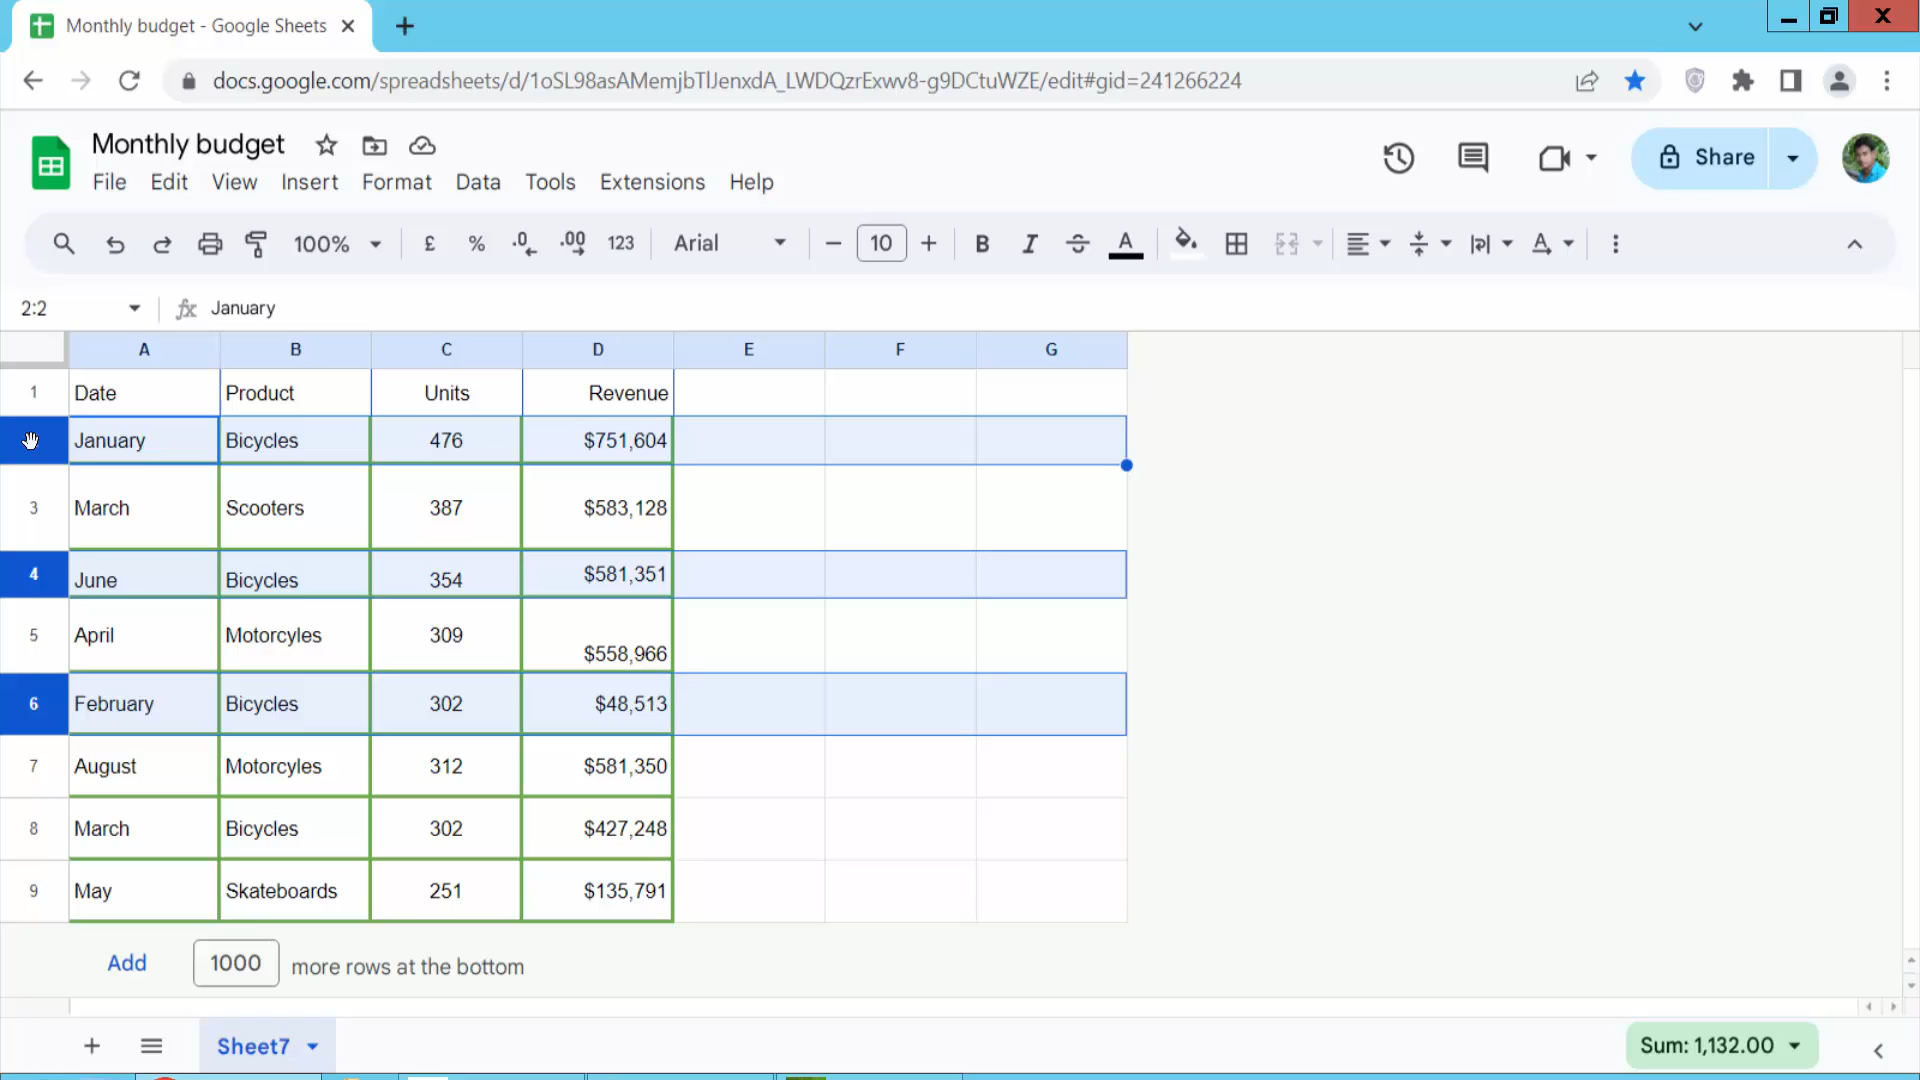 Monthly budget - Google Sheets
docs.google.com/spreadsheets/d/1oSL98asAMemjbTlJenxdA_LWDQzrExwv8-g9DCtuWZE/edit#gid=241266224
Monthly budget
File Edit View Insert Format Data Tools Extensions Help
Share
100% £ % .0 .00 123 Arial 10 B I S A
2:2 fx January
A B C D E F G
1 Date Product Units Revenue
January Bicycles 476 $751,604
3 March Scooters 387 $583,128
4 June Bicycles 354 $581,351
5 April Motorcyles 309 $558,966
6 February Bicycles 302 $48,513
7 August Motorcyles 312 $581,350
8 March Bicycles 302 $427,248
9 May Skateboards 251 $135,791
Add 1000 more rows at the bottom
Sheet7 Sum: 1,132.00